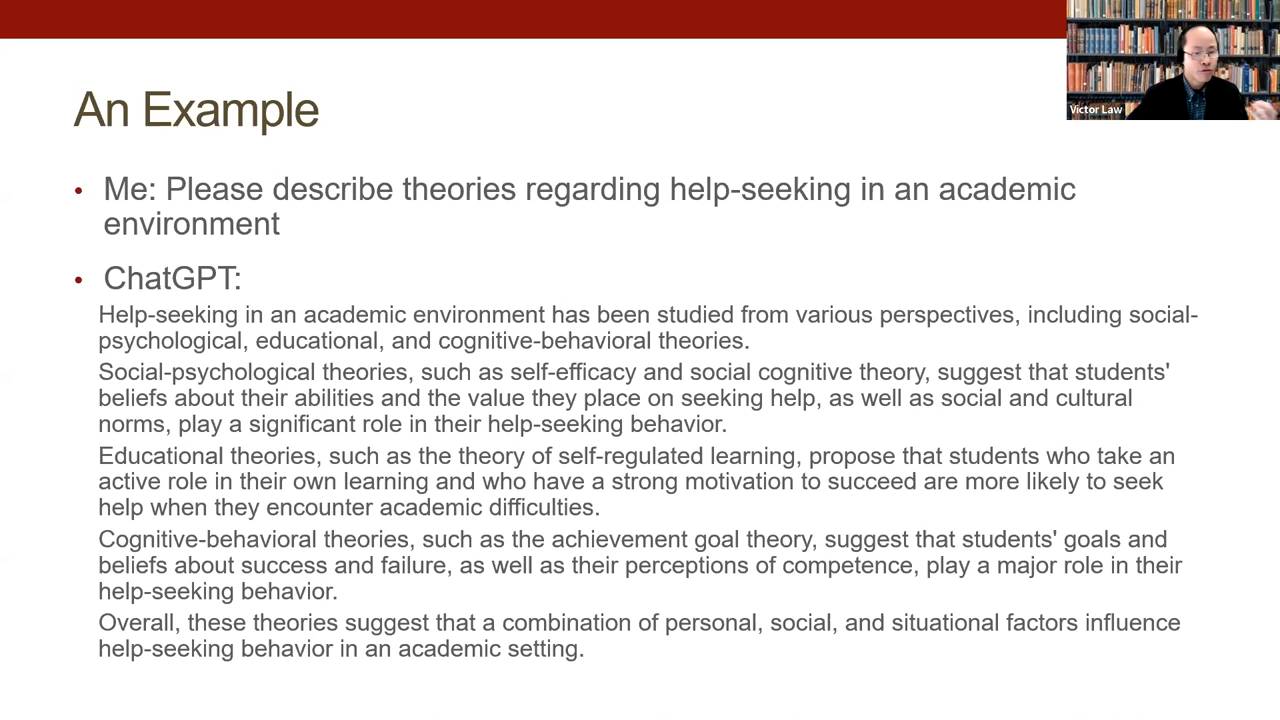 Victor Law
An Example
• Me: Please describe theories regarding help-seeking in an academic
environment
• ChatGPT:
Help-seeking in an academic environment has been studied from various perspectives, including social-
psychological, educational, and cognitive-behavioral theories.
Social-psychological theories, such as self-efficacy and social cognitive theory, suggest that students'
beliefs about their abilities and the value they place on seeking help, as well as social and cultural
norms, play a significant role in their help-seeking behavior.
Educational theories, such as the theory of self-regulated learning, propose that students who take an
active role in their own learning and who have a strong motivation to succeed are more likely to seek
help when they encounter academic difficulties.
Cognitive-behavioral theories, such as the achievement goal theory, suggest that students' goals and
beliefs about success and failure, as well as their perceptions of competence, play a major role in their
help-seeking behavior.
Overall, these theories suggest that a combination of personal, social, and situational factors influence
help-seeking behavior in an academic setting.